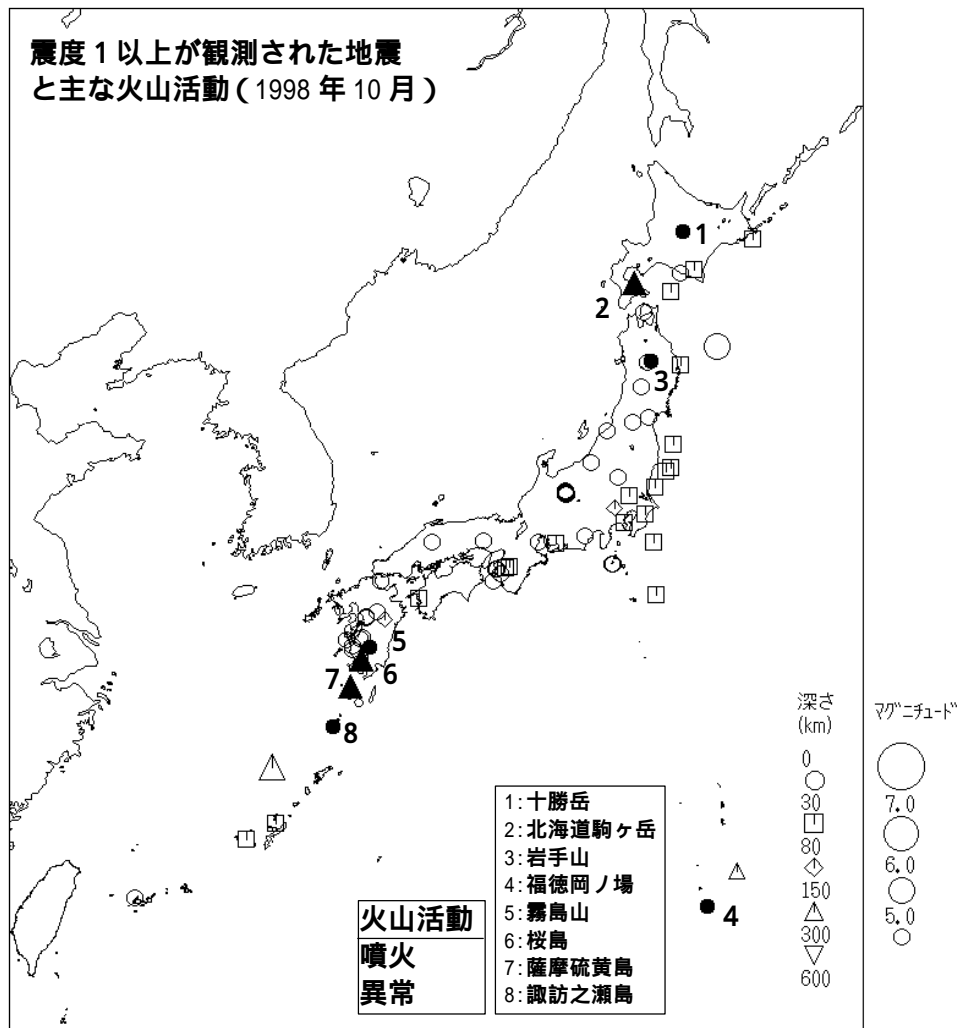 震度１以上が観測された地震
と主な火山活動（1998 年 10 月）
1
2
3
5
6
7
8
4
深さ
(km)
0
30
80
150
300
600
ﾏｸﾞﾆﾁｭｰﾄﾞ
7.0
6.0
5.0
1:十勝岳
2:北海道駒ヶ岳
3:岩手山
4:福徳岡ノ場
5:霧島山
6:桜島
7:薩摩硫黄島
8:諏訪之瀬島
火山活動
噴火
異常